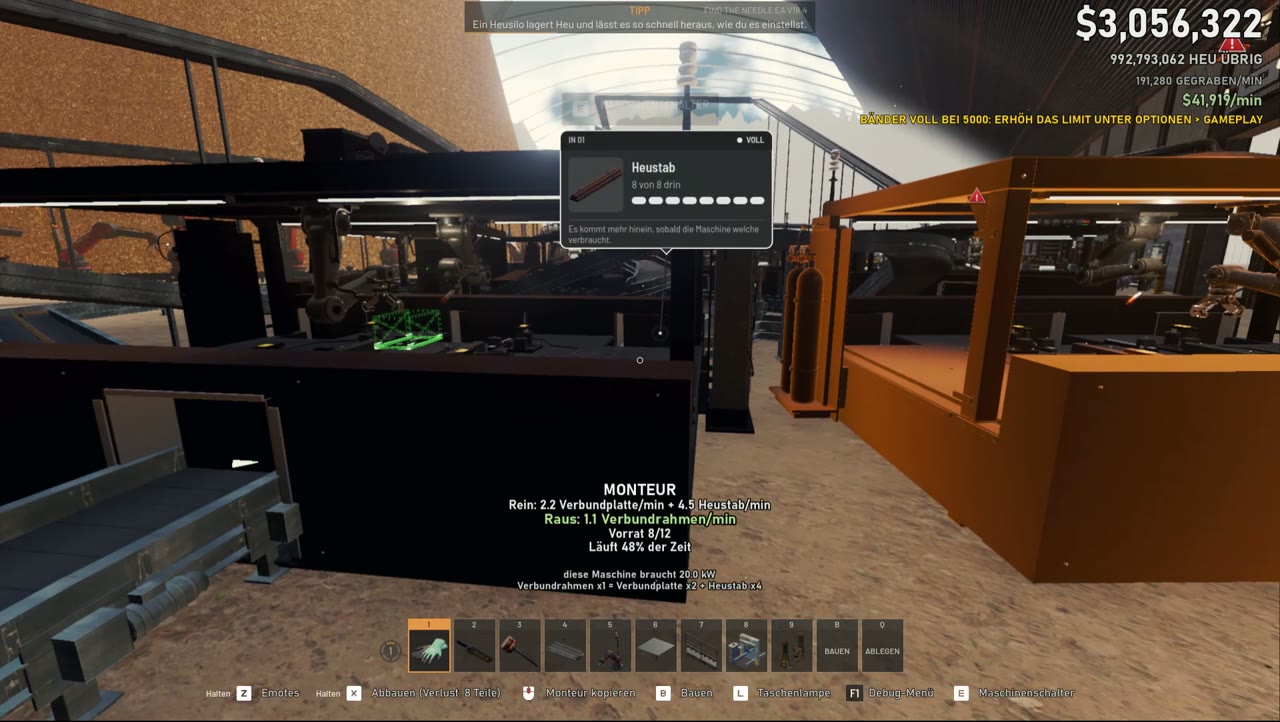 TIPP
FIND THE NEEDLE EA V18.4
Ein Heusilo lagert Heu und lässt es so schnell heraus, wie du es einstellst.
$3,056,322
992,793,062 HEU ÜBRIG
191,280 GEGRABEN/MIN
$41,919/min
BÄNDER VOLL BEI 5000: ERHÖH DAS LIMIT UNTER OPTIONEN > GAMEPLAY
IN 01
VOLL
Heustab
8 von 8 drin
Es kommt mehr hinein, sobald die Maschine welche
verbraucht.
MONTEUR
Rein: 2.2 Verbundplatte/min + 4.5 Heustab/min
Raus: 1.1 Verbundrahmen/min
Vorrat 8/12
Läuft 48% der Zeit
diese Maschine braucht 20.0 kW
Verbundrahmen x1 = Verbundplatte x2 + Heustab x4
1 2 3 4 5 6 7 8 9 B 0
1
BAUEN
ABLEGEN
Halten Z Emotes Halten X Abbauen (Verlust: 8 Teile) Monteur kopieren B Bauen L Taschenlampe F1 Debug-Menü E Maschinenschalter